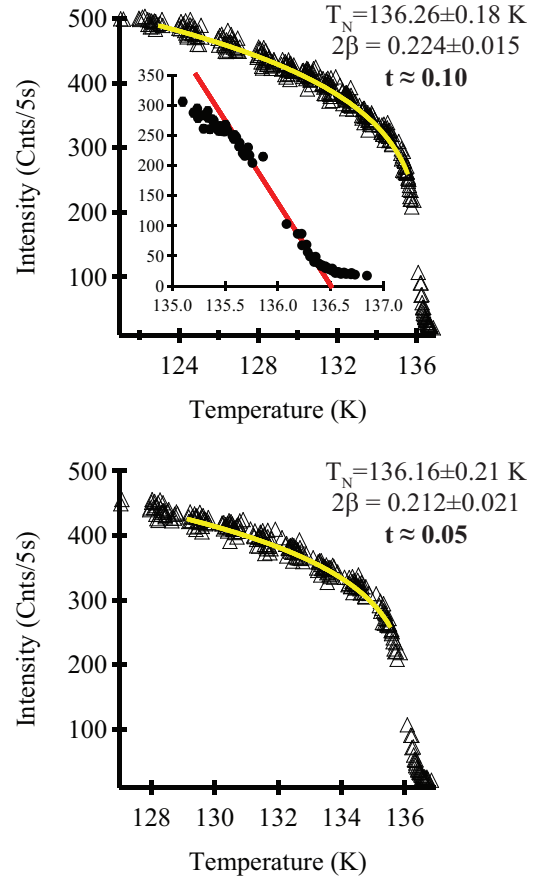 T_N=136.26±0.18 K
2β = 0.224±0.015
t ≈ 0.10
Intensity (Cnts/5s)
500
400
300
200
100
350
300
250
200
150
100
50
0
135.0 135.5 136.0 136.5 137.0
124 128 132 136
Temperature (K)
T_N=136.16±0.21 K
2β = 0.212±0.021
t ≈ 0.05
Intensity (Cnts/5s)
500
400
300
200
100
128 130 132 134 136
Temperature (K)